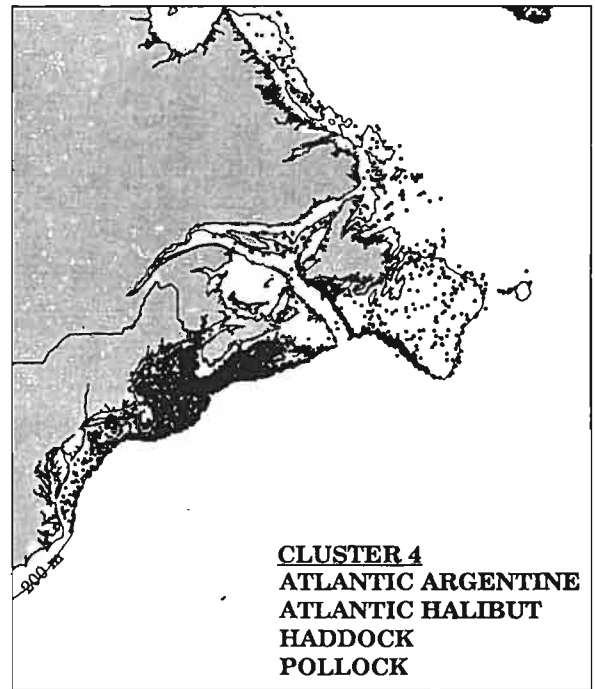 200 m
CLUSTER 4
ATLANTIC ARGENTINE
ATLANTIC HALIBUT
HADDOCK
POLLOCK